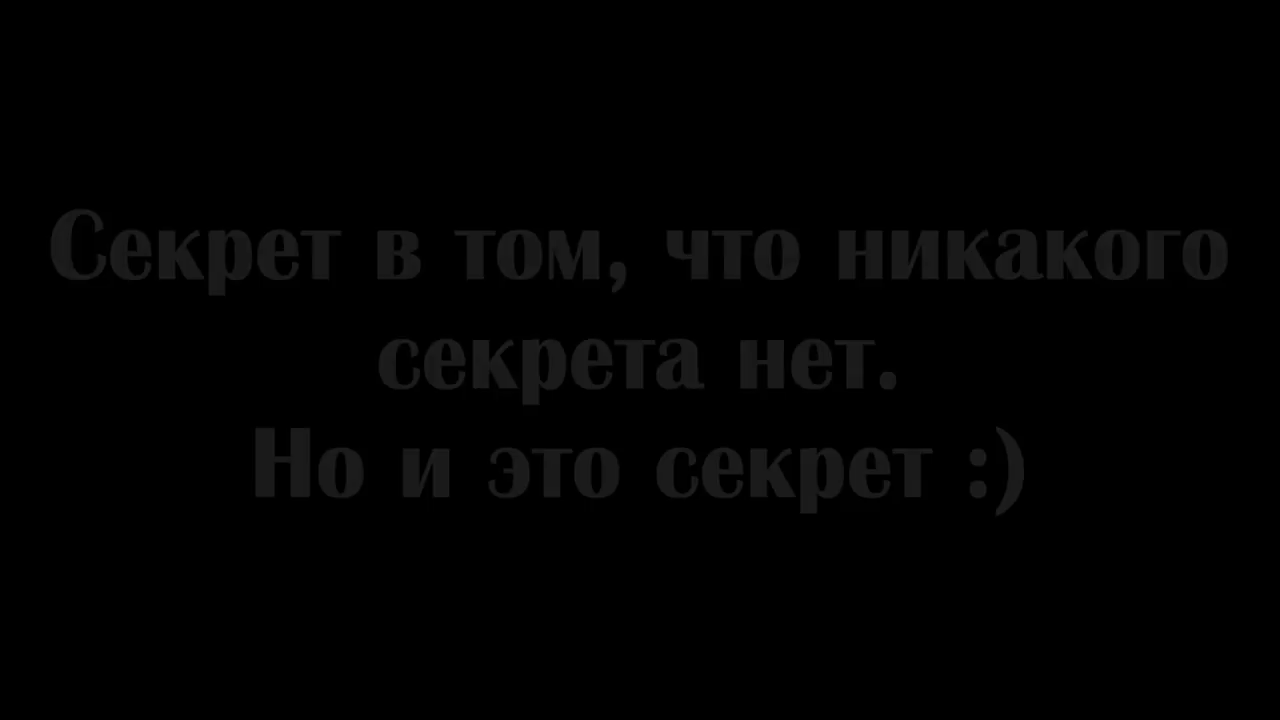 Секрет в том, что никакого
секрета нет.
Но и это секрет :)